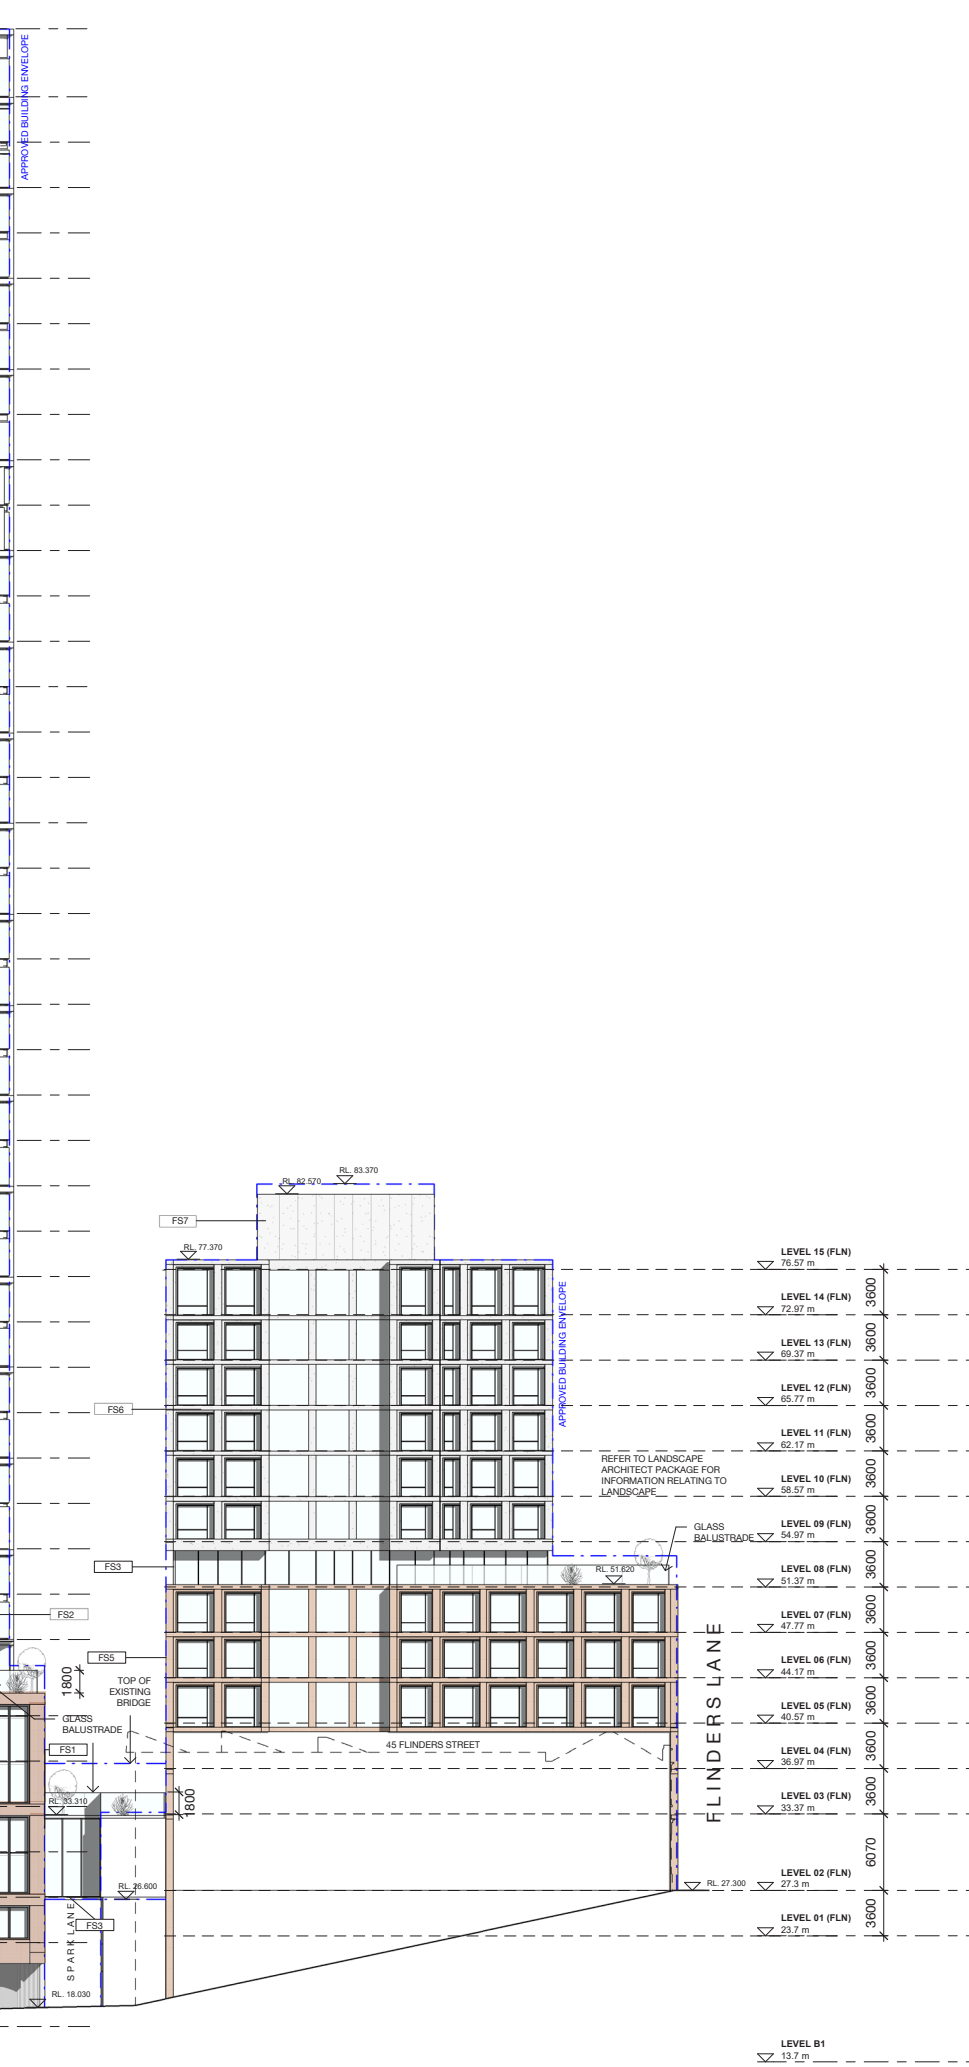 APPROVED BUILDING ENVELOPE
RL. 83.370
RL. 82.570
FS7
RL. 77.370
LEVEL 15 (FLN)
76.57 m
3600
LEVEL 14 (FLN)
72.97 m
3600
APPROVED BUILDING ENVELOPE
LEVEL 13 (FLN)
69.37 m
3600
LEVEL 12 (FLN)
65.77 m
3600
FS6
LEVEL 11 (FLN)
62.17 m
3600
REFER TO LANDSCAPE
ARCHITECT PACKAGE FOR
INFORMATION RELATING TO
LANDSCAPE
LEVEL 10 (FLN)
58.57 m
3600
LEVEL 09 (FLN)
54.97 m
GLASS
BALUSTRADE
3600
FS3
RL. 51.620
LEVEL 08 (FLN)
51.37 m
3600
FS2
LEVEL 07 (FLN)
47.77 m
3600
FS5
LEVEL 06 (FLN)
44.17 m
3600
1800
TOP OF
EXISTING
BRIDGE
LEVEL 05 (FLN)
40.57 m
3600
GLASS
BALUSTRADE
FS1
45 FLINDERS STREET
FLINDERS LANE
LEVEL 04 (FLN)
36.97 m
3600
RL. 33.310
1800
LEVEL 03 (FLN)
33.37 m
6070
LEVEL 02 (FLN)
27.3 m
RL. 26.600
RL. 27.300
3600
FS3
LEVEL 01 (FLN)
23.7 m
SPARK LANE
RL. 18.030
LEVEL B1
13.7 m